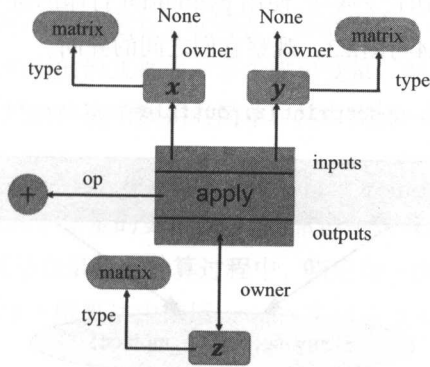 None
None
matrix
owner
owner
matrix
type
x
y
type
inputs
op
apply
+
outputs
matrix
owner
type
z